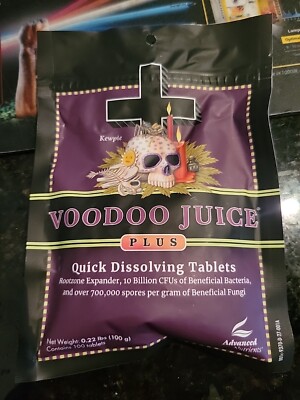 Kewpie
VOODOO JUICE
PLUS
Quick Dissolving Tablets
Rootzone Expander, 10 Billion CFUs of Beneficial Bacteria,
and over 700,000 spores per gram of Beneficial Fungi
Net Weight: 0.22 lbs (100 g)
Contains 100 tablets
Advanced
Nutrients